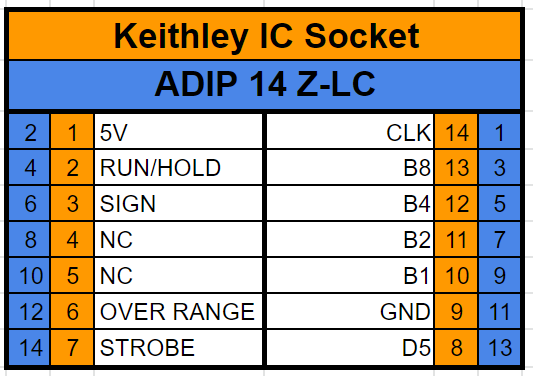 Keithley IC Socket
ADIP 14 Z-LC
2 1 5V CLK 14 1
4 2 RUN/HOLD B8 13 3
6 3 SIGN B4 12 5
8 4 NC B2 11 7
10 5 NC B1 10 9
12 6 OVER RANGE GND 9 11
14 7 STROBE D5 8 13